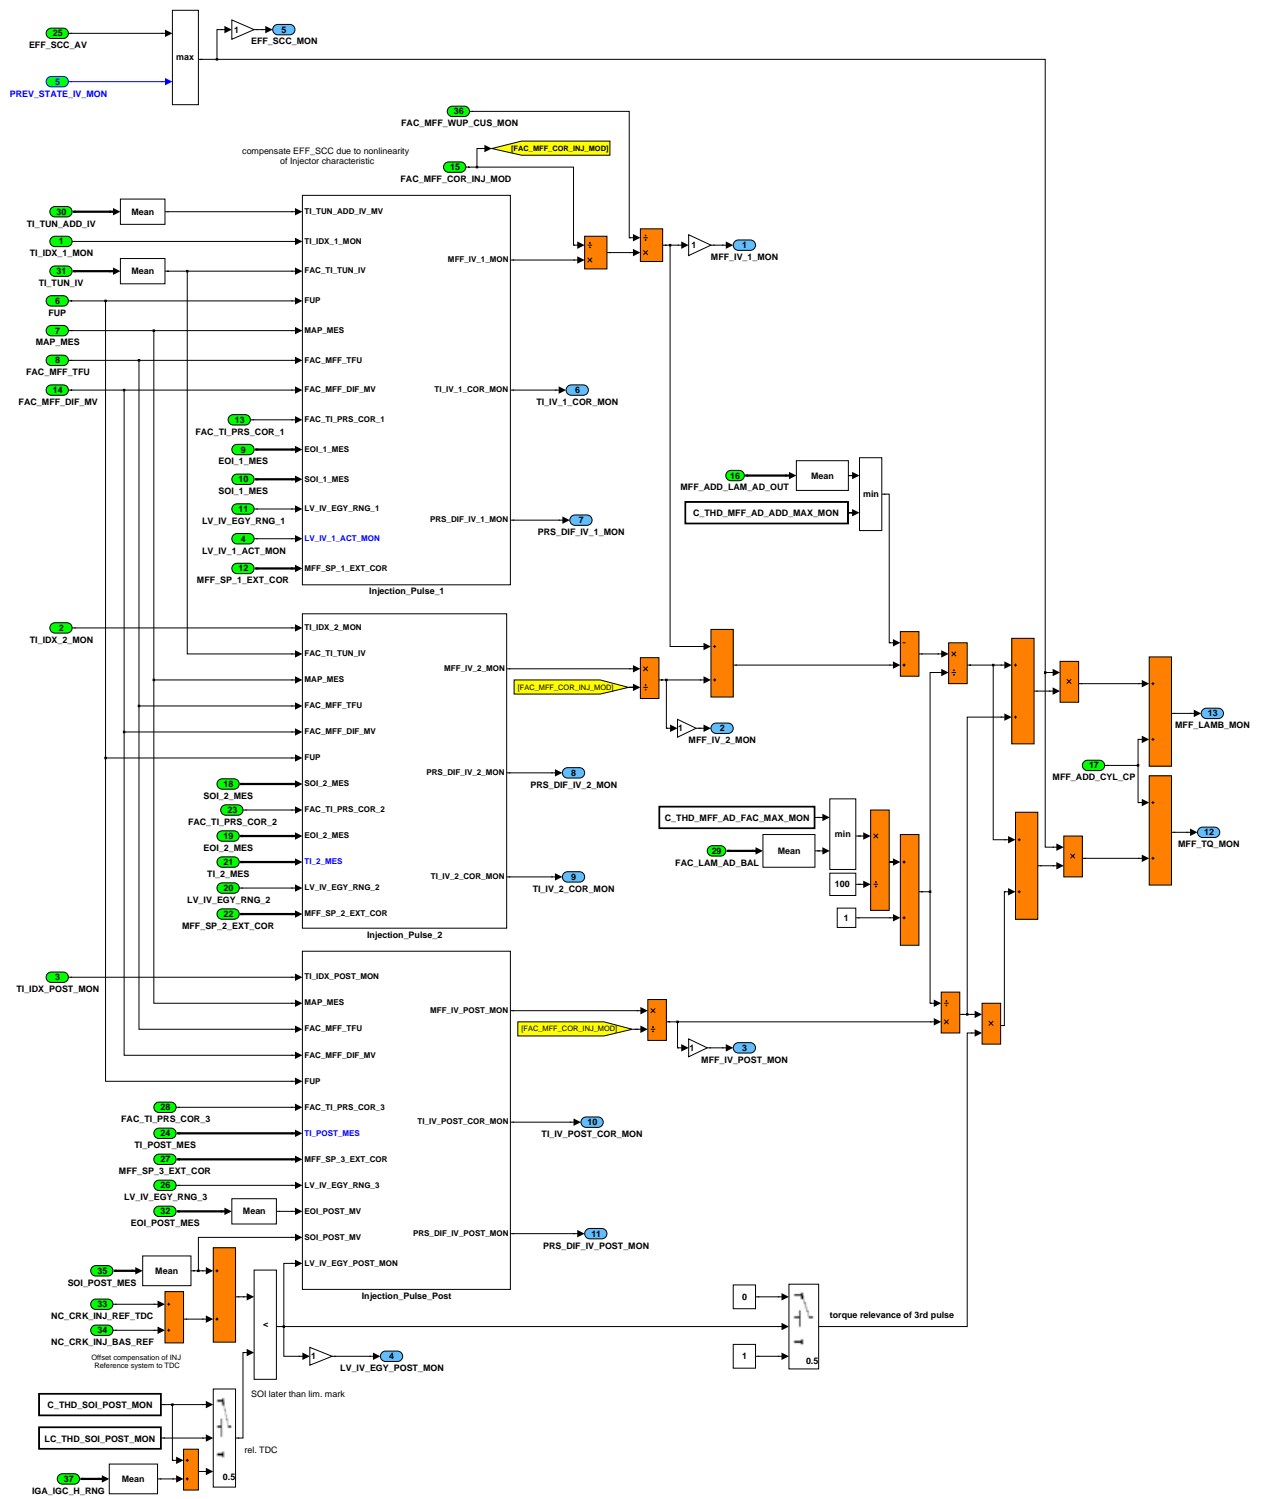 25
EFF_SCC_AV
5
PREV_STATE_IV_MON
max
1
5
EFF_SCC_MON
36
FAC_MFF_WUP_CUS_MON
compensate EFF_SCC due to nonlinearity
of Injector characteristic
[FAC_MFF_COR_INJ_MOD]
15
FAC_MFF_COR_INJ_MOD
30
TI_TUN_ADD_IV
Mean
1
TI_IDX_1_MON
31
TI_TUN_IV
Mean
6
FUP
7
MAP_MES
8
FAC_MFF_TFU
14
FAC_MFF_DIF_MV
13
FAC_TI_PRS_COR_1
9
EOI_1_MES
10
SOI_1_MES
11
LV_IV_EGY_RNG_1
4
LV_IV_1_ACT_MON
12
MFF_SP_1_EXT_COR
TI_TUN_ADD_IV_MV
TI_IDX_1_MON
FAC_TI_TUN_IV
FUP
MAP_MES
FAC_MFF_TFU
FAC_MFF_DIF_MV
FAC_TI_PRS_COR_1
EOI_1_MES
SOI_1_MES
LV_IV_EGY_RNG_1
LV_IV_1_ACT_MON
MFF_SP_1_EXT_COR
MFF_IV_1_MON
TI_IV_1_COR_MON
PRS_DIF_IV_1_MON
Injection_Pulse_1
÷
×
÷
×
1
1
MFF_IV_1_MON
6
TI_IV_1_COR_MON
7
PRS_DIF_IV_1_MON
16
MFF_ADD_LAM_AD_OUT
Mean
C_THD_MFF_AD_ADD_MAX_MON
min
2
TI_IDX_2_MON
18
SOI_2_MES
23
FAC_TI_PRS_COR_2
19
EOI_2_MES
21
TI_2_MES
20
LV_IV_EGY_RNG_2
22
MFF_SP_2_EXT_COR
TI_IDX_2_MON
FAC_TI_TUN_IV
MAP_MES
FAC_MFF_TFU
FAC_MFF_DIF_MV
FUP
SOI_2_MES
FAC_TI_PRS_COR_2
EOI_2_MES
TI_2_MES
LV_IV_EGY_RNG_2
MFF_SP_2_EXT_COR
MFF_IV_2_MON
PRS_DIF_IV_2_MON
TI_IV_2_COR_MON
Injection_Pulse_2
[FAC_MFF_COR_INJ_MOD]
×
÷
1
2
MFF_IV_2_MON
8
PRS_DIF_IV_2_MON
9
TI_IV_2_COR_MON
+
+
-
+
×
÷
+
+
×
+
+
13
MFF_LAMB_MON
17
MFF_ADD_CYL_CP
C_THD_MFF_AD_FAC_MAX_MON
29
FAC_LAM_AD_BAL
Mean
min
100
1
×
÷
+
+
+
+
×
+
+
12
MFF_TQ_MON
3
TI_IDX_POST_MON
28
FAC_TI_PRS_COR_3
24
TI_POST_MES
27
MFF_SP_3_EXT_COR
26
LV_IV_EGY_RNG_3
32
EOI_POST_MES
Mean
TI_IDX_POST_MON
MAP_MES
FAC_MFF_TFU
FAC_MFF_DIF_MV
FUP
FAC_TI_PRS_COR_3
TI_POST_MES
MFF_SP_3_EXT_COR
LV_IV_EGY_RNG_3
EOI_POST_MV
SOI_POST_MV
LV_IV_EGY_POST_MON
MFF_IV_POST_MON
TI_IV_POST_COR_MON
PRS_DIF_IV_POST_MON
Injection_Pulse_Post
[FAC_MFF_COR_INJ_MOD]
×
÷
1
3
MFF_IV_POST_MON
÷
×
×
10
TI_IV_POST_COR_MON
11
PRS_DIF_IV_POST_MON
35
SOI_POST_MES
Mean
33
NC_CRK_INJ_REF_TDC
34
NC_CRK_INJ_BAS_REF
+
+
+
+
Offset compensation of INJ
Reference system to TDC
<
1
4
LV_IV_EGY_POST_MON
SOI later than lim. mark
0
1
0.5
torque relevance of 3rd pulse
C_THD_SOI_POST_MON
LC_THD_SOI_POST_MON
37
IGA_IGC_H_RNG
Mean
+
+
0.5
rel. TDC